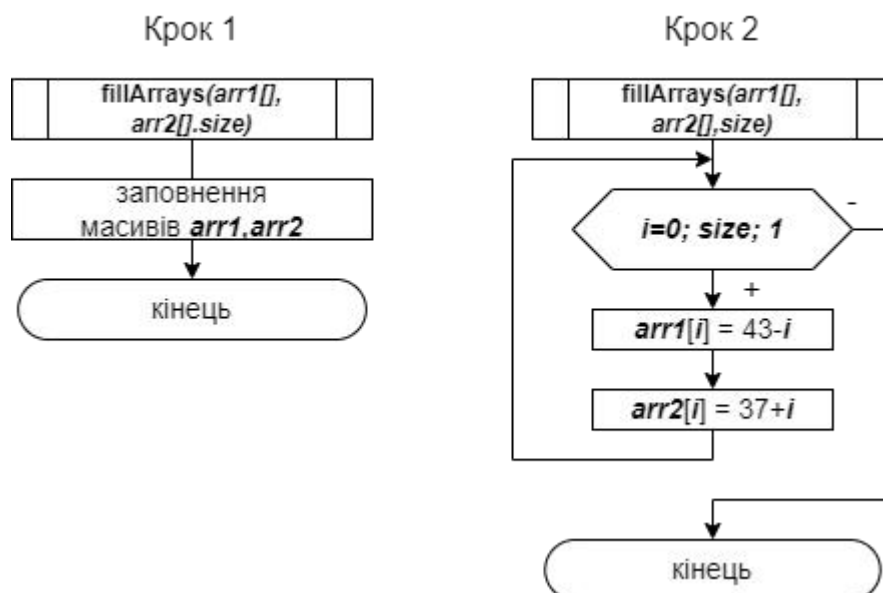 Крок 1
fillArrays(arr1[],
arr2[].size)
заповнення
масивів arr1,arr2
кінець
Крок 2
fillArrays(arr1[],
arr2[],size)
-
i=0; size; 1
+
arr1[i] = 43-i
arr2[i] = 37+i
кінець